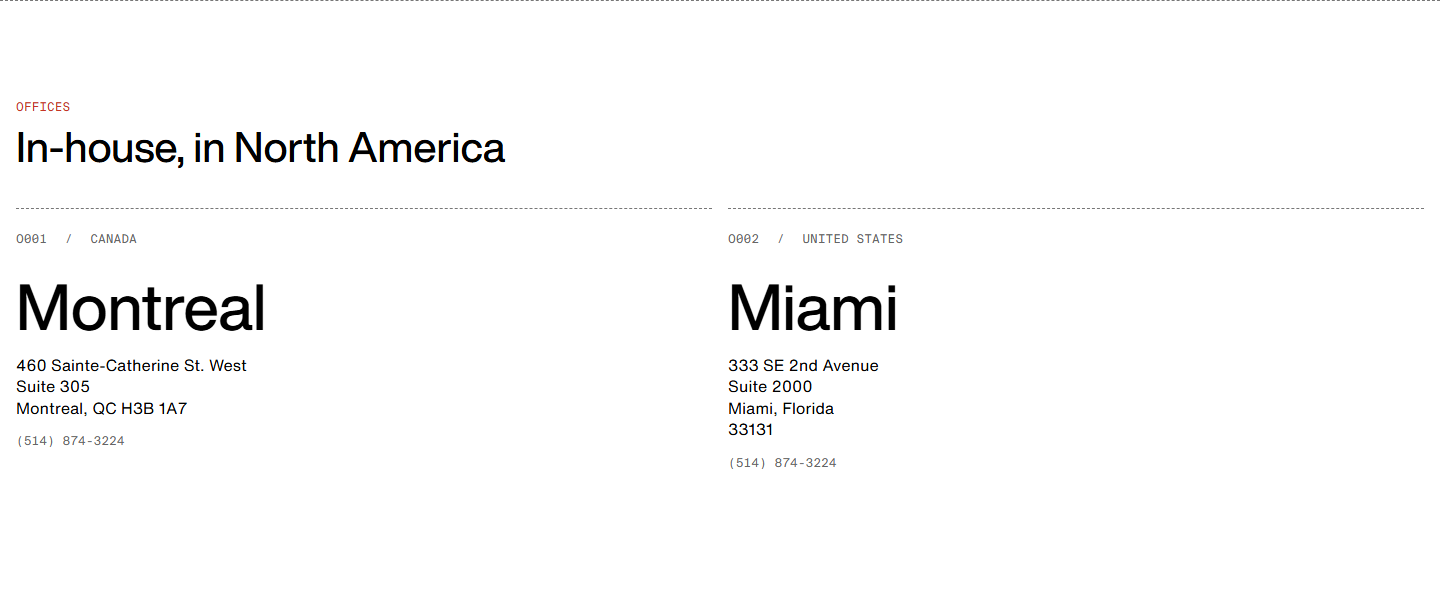 OFFICES
In-house, in North America
O001 / CANADA
Montreal
460 Sainte-Catherine St. West
Suite 305
Montreal, QC H3B 1A7
(514) 874-3224
O002 / UNITED STATES
Miami
333 SE 2nd Avenue
Suite 2000
Miami, Florida
33131
(514) 874-3224